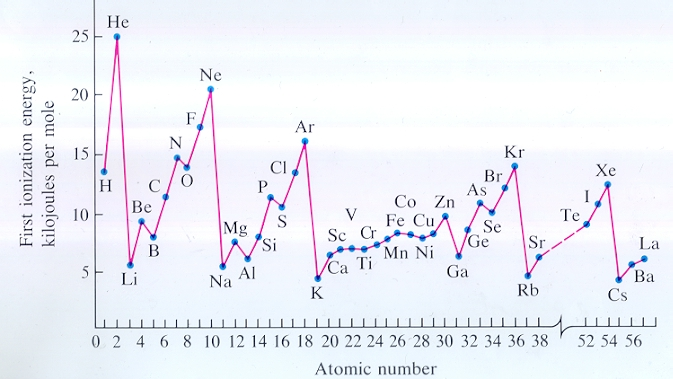 First ionization energy,
kilojoules per mole
25
20
15
10
5
He
Ne
F
N
O
C
H
Be
B
Li
Ar
Cl
P
S
Mg
Si
Al
Na
K
Ca
Sc
V
Ti
Cr
Mn
Fe
Co
Ni
Cu
Zn
Ga
Ge
As
Se
Br
Kr
Rb
Sr
Te
I
Xe
Cs
Ba
La
0 2 4 6 8 10 12 14 16 18 20 22 24 26 28 30 32 34 36 38 52 54 56
Atomic number